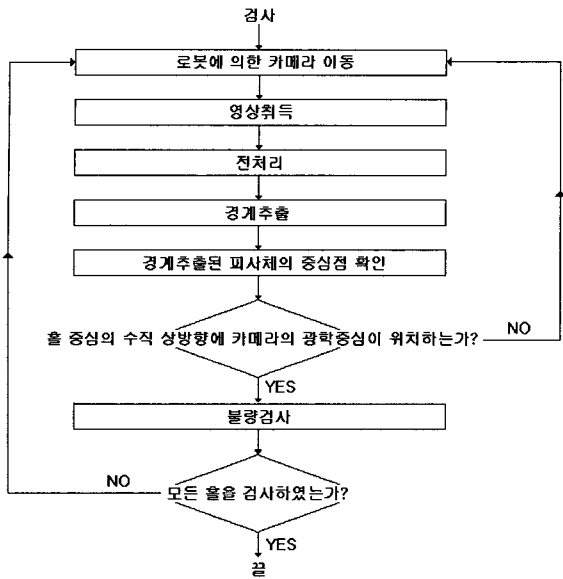 검사
로봇에 의한 카메라 이동
영상취득
전처리
경계추출
경계추출된 피사체의 중심점 확인
홀 중심의 수직 상방향에 카메라의 광학중심이 위치하는가?
NO
YES
불량검사
NO
모든 홀을 검사하였는가?
YES
끝